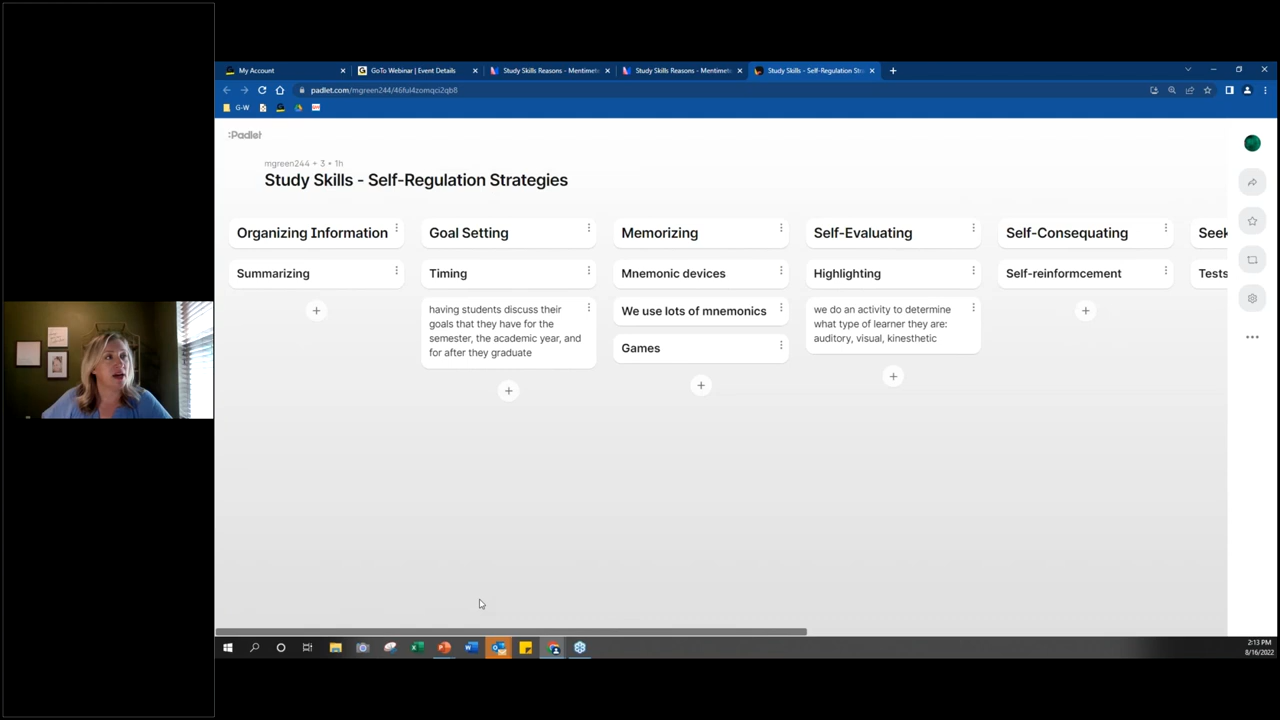 My Account
GoTo Webinar | Event Details
Study Skills Reasons - Mentimete
Study Skills Reasons - Mentimete
Study Skills - Self-Regulation Stra
padlet.com/mgreen244/46ful4zomqci2qb8
G-W
:Padlet
mgreen244 + 3 • 1h
Study Skills - Self-Regulation Strategies
Organizing Information
Summarizing
Goal Setting
Timing
having students discuss their
goals that they have for the
semester, the academic year, and
for after they graduate
Memorizing
Mnemonic devices
We use lots of mnemonics
Games
Self-Evaluating
Highlighting
we do an activity to determine
what type of learner they are:
auditory, visual, kinesthetic
Self-Consequating
Self-reinformcement
Seek
Tests
2:13 PM
8/16/2022